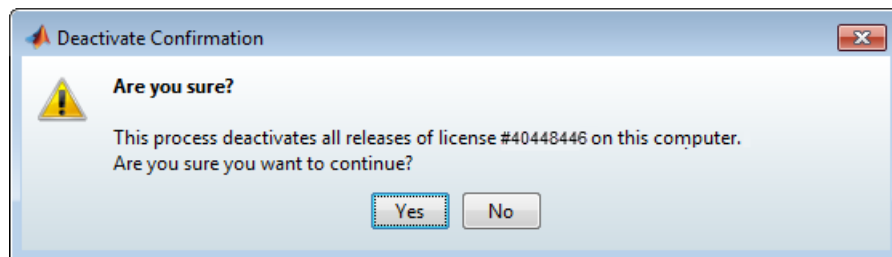 Deactivate Confirmation
Are you sure?
This process deactivates all releases of license #40448446 on this computer.
Are you sure you want to continue?
Yes No